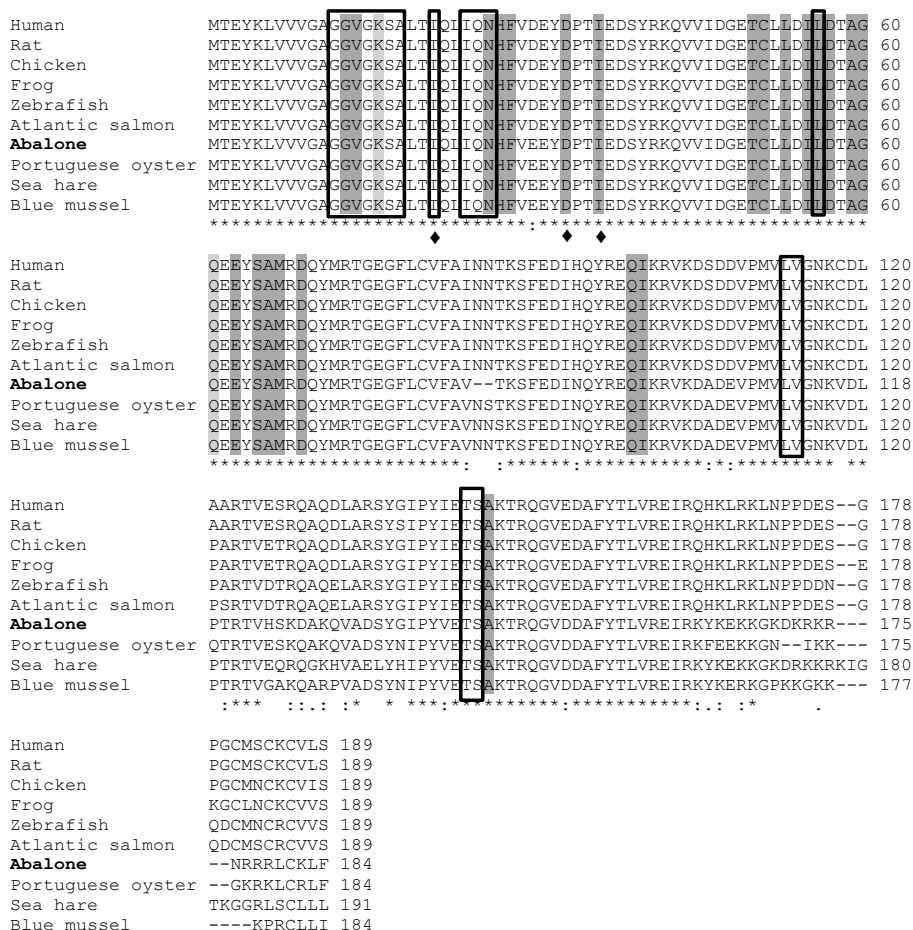 Human MTEYKLVVVGAGGVGKSALTIQLIQNHFVDEYDPTIEDSYRKQVVIDGETCLLDILDTAG 60
Rat MTEYKLVVVGAGGVGKSALTIQLIQNHFVDEYDPTIEDSYRKQVVIDGETCLLDILDTAG 60
Chicken MTEYKLVVVGAGGVGKSALTIQLIQNHFVDEYDPTIEDSYRKQVVIDGETCLLDILDTAG 60
Frog MTEYKLVVVGAGGVGKSALTIQLIQNHFVDEYDPTIEDSYRKQVVIDGETCLLDILDTAG 60
Zebrafish MTEYKLVVVGAGGVGKSALTIQLIQNHFVDEYDPTIEDSYRKQVVIDGETCLLDILDTAG 60
Atlantic salmon MTEYKLVVVGAGGVGKSALTIQLIQNHFVDEYDPTIEDSYRKQVVIDGETCLLDILDTAG 60
Abalone MTEYKLVVVGAGGVGKSALTIQLIQNHFVEEYDPTIEDSYRKQVVIDGETCLLDILDTAG 60
Portuguese oyster MTEYKLVVVGAGGVGKSALTIQLIQNHFVEEYDPTIEDSYRKQVVIDGETCLLDILDTAG 60
Sea hare MTEYKLVVVGAGGVGKSALTIQLIQNHFVEEYDPTIEDSYRKQVVIDGETCLLDILDTAG 60
Blue mussel MTEYKLVVVGAGGVGKSALTIQLIQNHFVEEYDPTIEDSYRKQVVIDGETCLLDILDTAG 60
*****************************:******************************
♦ ♦ ♦
Human QEEYSAMRDQYMRTGEGFLCVFAINNTKSFEDIHQYREQIKRVKDSDDVPMVLVGNKCDL 120
Rat QEEYSAMRDQYMRTGEGFLCVFAINNTKSFEDIHQYREQIKRVKDSDDVPMVLVGNKCDL 120
Chicken QEEYSAMRDQYMRTGEGFLCVFAINNTKSFEDIHQYREQIKRVKDSDDVPMVLVGNKCDL 120
Frog QEEYSAMRDQYMRTGEGFLCVFAINNTKSFEDIHQYREQIKRVKDSDDVPMVLVGNKCDL 120
Zebrafish QEEYSAMRDQYMRTGEGFLCVFAINNTKSFEDIHQYREQIKRVKDSDDVPMVLVGNKCDL 120
Atlantic salmon QEEYSAMRDQYMRTGEGFLCVFAINNTKSFEDIHQYREQIKRVKDSDDVPMVLVGNKCDL 120
Abalone QEEYSAMRDQYMRTGEGFLCVFAV--TKSFEDINQYREQIKRVKDADEVPMVLVGNKVDL 118
Portuguese oyster QEEYSAMRDQYMRTGEGFLCVFAVNSTKSFEDINQYREQIKRVKDADEVPMVLVGNKVDL 120
Sea hare QEEYSAMRDQYMRTGEGFLCVFAVNNSKSFEDINQYREQIKRVKDADEVPMVLVGNKVDL 120
Blue mussel QEEYSAMRDQYMRTGEGFLCVFAVNNTKSFEDINQYREQIKRVKDADEVPMVLVGNKVDL 120
***********************:  :*****:************:*:********* **
Human AARTVESRQAQDLARSYGIPYIETSAKTRQGVEDAFYTLVREIRQHKLRKLNPPDES--G 178
Rat AARTVESRQAQDLARSYGIPYIETSAKTRQGVEDAFYTLVREIRQHKLRKLNPPDES--G 178
Chicken PARTVETRQAQDLARSYGIPYIETSAKTRQGVEDAFYTLVREIRQHKLRKLNPPDES--G 178
Frog PARTVETRQAQDLARSYGIPYIETSAKTRQGVEDAFYTLVREIRQHKLRKLNPPDES--E 178
Zebrafish PARTVDTRQAQELARSYGIPYIETSAKTRQGVEDAFYTLVREIRQHKLRKLNPPDDN--G 178
Atlantic salmon PSRTVDTRQAQELARSYGIPYIETSAKTRQGVEDAFYTLVREIRQHKLRKLNPPDES--G 178
Abalone PTRTVHSKDAKQVADSYGIPYVETSAKTRQGVDDAFYTLVREIRKYKEKKGKDKRKR--- 175
Portuguese oyster QTRTVESKQAKQVADSYNIPYVETSAKTRQGVDDAFYTLVREIRKFEEKKGN--IKK--- 175
Sea hare PTRTVEQRQGKHVAELYHIPYVETSAKTRQGVDDAFYTLVREIRKYKEKKGKDRKKRKIG 180
Blue mussel PTRTVGAKQARPVADSYNIPYVETSAKTRQGVDDAFYTLVREIRKYKERKGPKKGKK--- 177
:***  ::.: :*  * ***:**********:***********:.: :*     .
Human PGCMSCKCVLS 189
Rat PGCMSCKCVLS 189
Chicken PGCMNCKCVIS 189
Frog KGCLNCKCVVS 189
Zebrafish QDCMNCRCVVS 189
Atlantic salmon QDCMSCRCVVS 189
Abalone --NRRRLCKLF 184
Portuguese oyster --GKRKLCRLF 184
Sea hare TKGGRLSCLLL 191
Blue mussel ----KPRCLLI 184